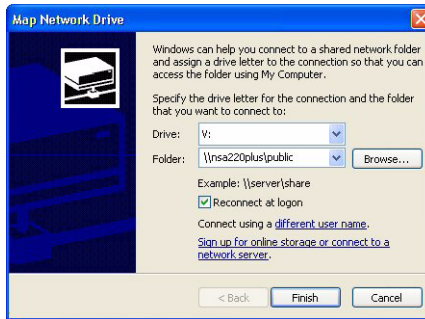 Map Network Drive
Windows can help you connect to a shared network folder
and assign a drive letter to the connection so that you can
access the folder using My Computer.
Specify the drive letter for the connection and the folder
that you want to connect to:
Drive: V:
Folder: \\nsa220plus\public Browse...
Example: \\server\share
Reconnect at logon
Connect using a different user name.
Sign up for online storage or connect to a
network server.
< Back Finish Cancel